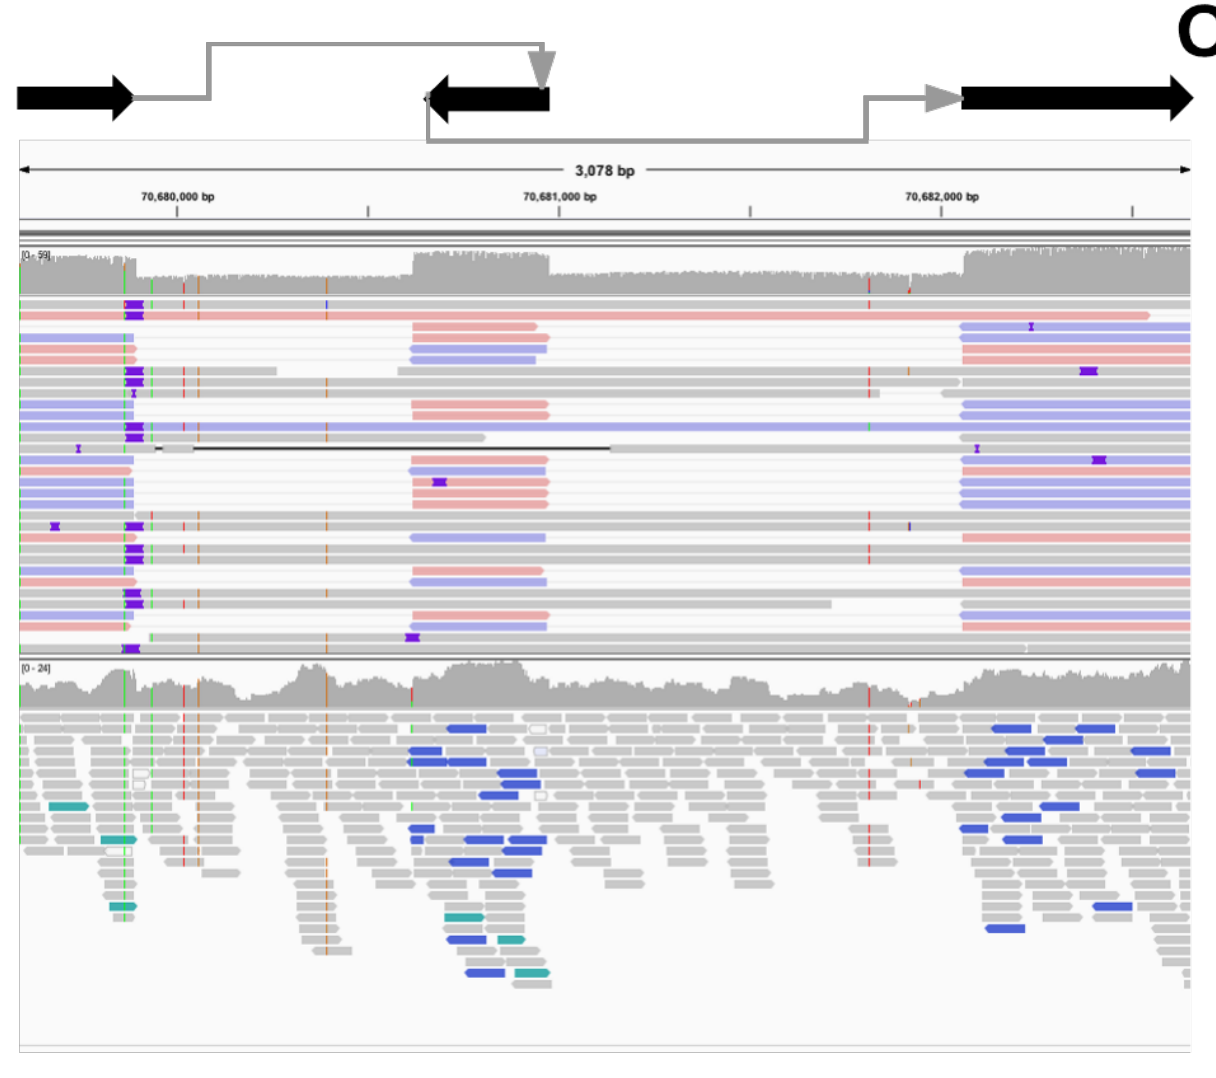 3,078 bp
70,680,000 bp 70,681,000 bp 70,682,000 bp
[0 - 59]
[0 - 24]